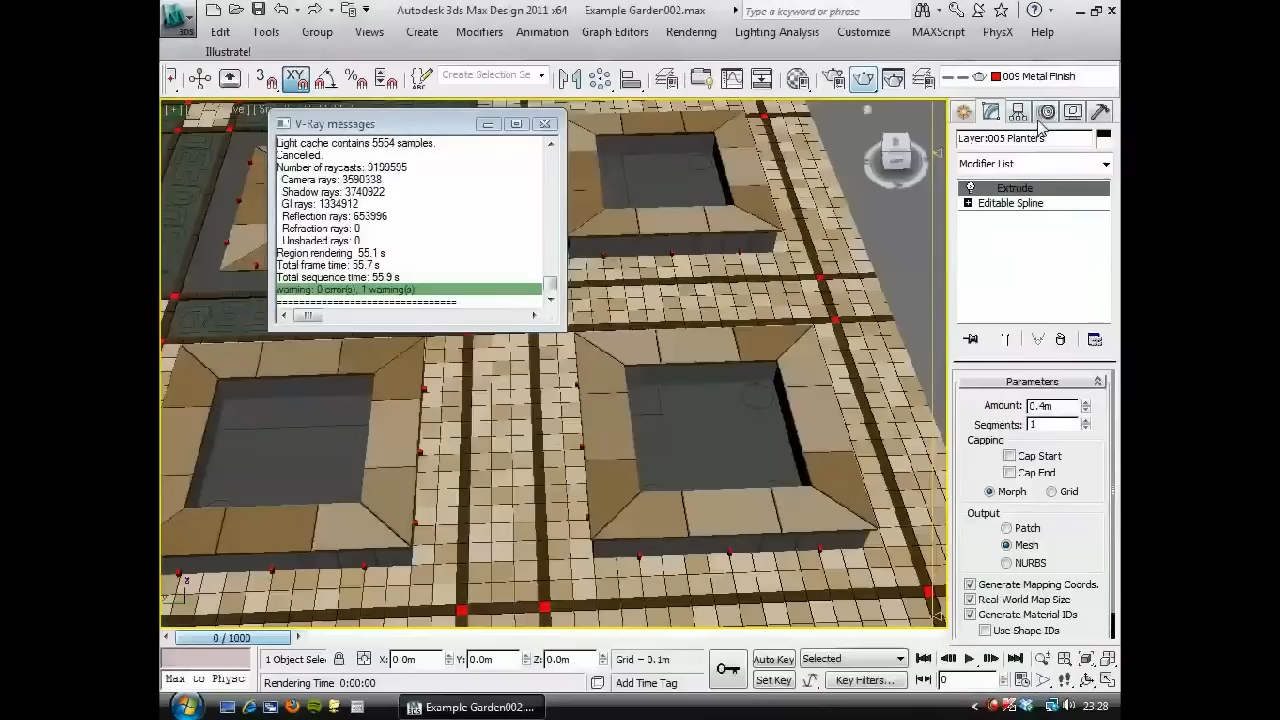 Autodesk 3ds Max Design 2011 x64
Example Garden002.max
Type a keyword or phrase
3DS
Edit
Tools
Group
Views
Create
Modifiers
Animation
Graph Editors
Rendering
Lighting Analysis
Customize
MAXScript
PhysX
Help
Illustrate!
3
XY
Create Selection Se
005 Metal Finish
V-Ray messages
Light cache contains 5554 samples.
Cancelled.
Number of raycasts: 9199595
Camera rays: 3590338
Shadow rays: 3740922
GI rays: 1334912
Reflection rays: 653996
Refraction rays: 0
Unshaded rays: 0
Region rendering 55.1 s
Total frame time: 55.7 s
Total sequence time: 55.9 s
warning: 0 error(s), 1 warning(s)
==============================
Layer:005 Planters
Modifier List
Extrude
Editable Spline
Parameters
Amount: 0.4m
Segments: 1
Capping
Cap Start
Cap End
Morph
Grid
Output
Patch
Mesh
NURBS
Generate Mapping Coords.
Real-World Map Size
Generate Material IDs
Use Shape IDs
0 / 1000
1 Object Sele
X: 0.0m
Y: 0.0m
Z: 0.0m
Grid = 0.1m
Auto Key
Selected
Max to Physc
Rendering Time 0:00:00
Add Time Tag
Set Key
Key Filters...
0
Example Garden002....
23:28